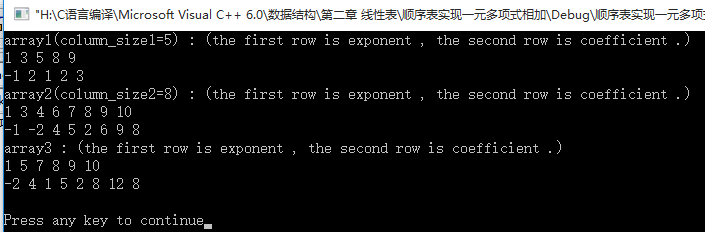 "H:\C语言编译\Microsoft Visual C++ 6.0\数据结构\第二章 线性表\顺序表实现一元多项式相加\Debug\顺序表实现一元多项式
array1(column_size1=5) : (the first row is exponent , the second row is coefficient .)
1 3 5 8 9
-1 2 1 2 3
array2(column_size2=8) : (the first row is exponent , the second row is coefficient .)
1 3 4 6 7 8 9 10
-1 -2 4 5 2 6 9 8
array3 : (the first row is exponent , the second row is coefficient .)
1 5 7 8 9 10
-2 4 1 5 2 8 12 8
Press any key to continue